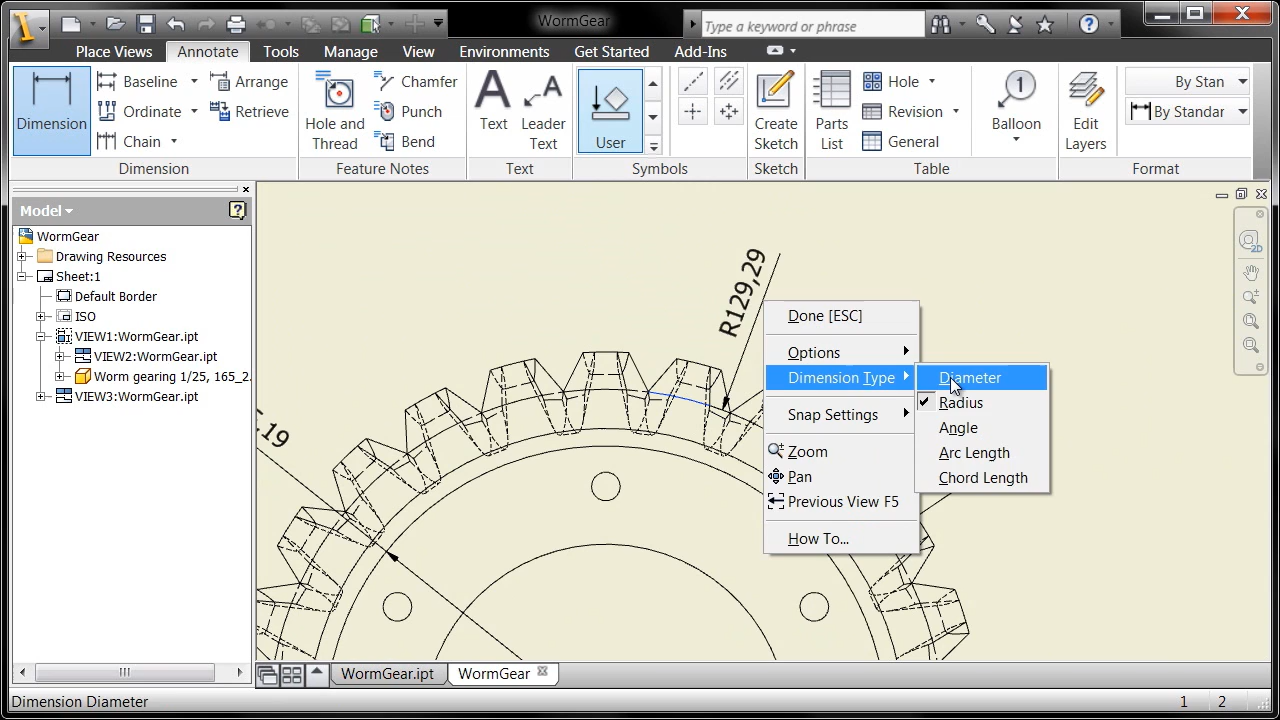 WormGear
Type a keyword or phrase
Place Views Annotate Tools Manage View Environments Get Started Add-Ins
Dimension
Baseline
Ordinate
Chain
Arrange
Retrieve
Dimension
Hole and Thread
Chamfer
Punch
Bend
Feature Notes
Text
Leader Text
Text
User
Symbols
Create Sketch
Sketch
Parts List
Hole
Revision
General
Table
1
Balloon
Edit Layers
By Stan
By Standar
Format
Model
WormGear
Drawing Resources
Sheet:1
Default Border
ISO
VIEW1:WormGear.ipt
VIEW2:WormGear.ipt
Worm gearing 1/25, 165_2.
VIEW3:WormGear.ipt
2D
R129,29
,19
Done [ESC]
Options
Dimension Type
Snap Settings
Zoom
Pan
Previous View F5
How To...
Diameter
Radius
Angle
Arc Length
Chord Length
WormGear.ipt WormGear
Dimension Diameter
1 2